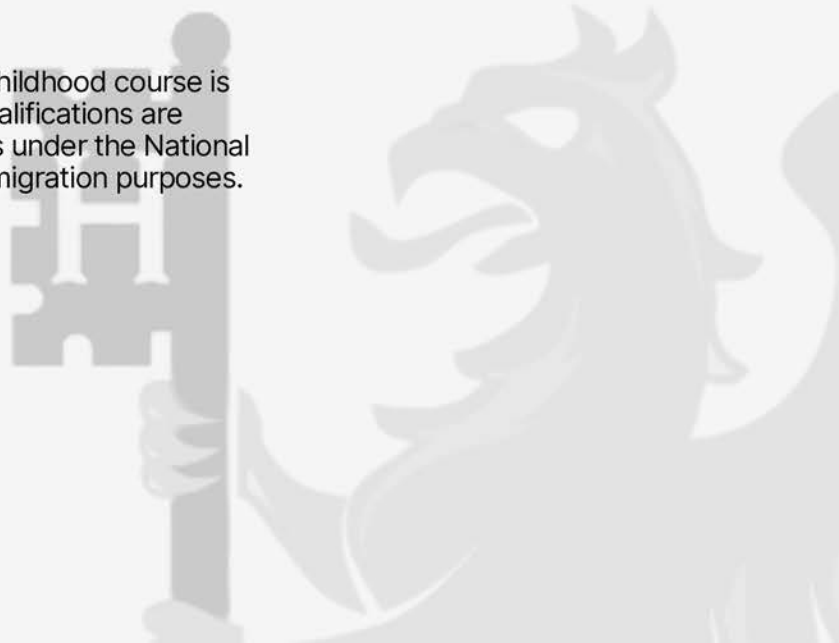 hildhood course is
alifications are
s under the National
migration purposes.